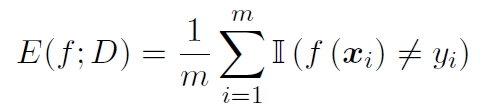 E(f; D) = \frac{1}{m} \sum_{i=1}^{m} \mathbb{I}(f(\boldsymbol{x}_i) \neq y_i)